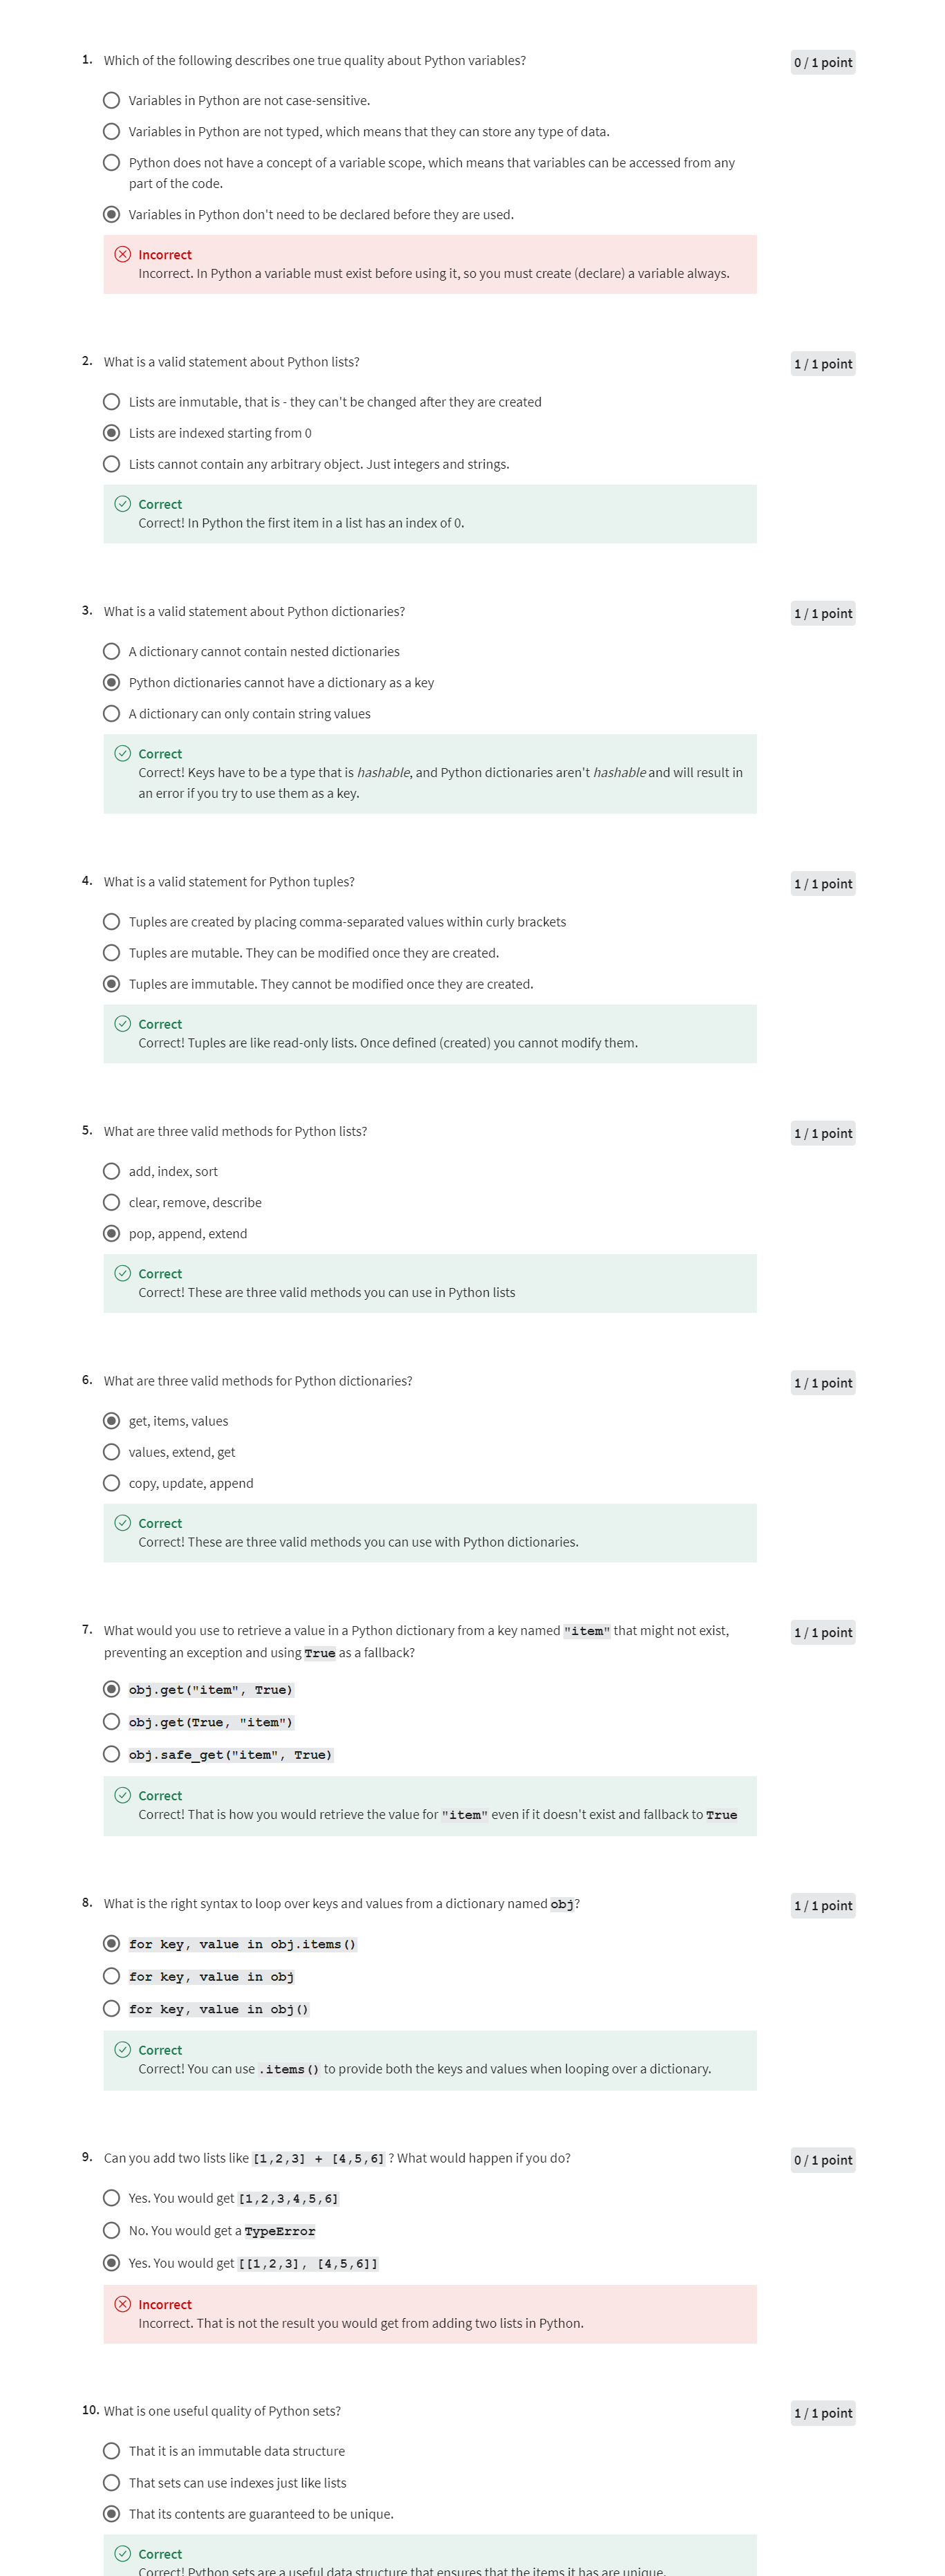 1. Which of the following describes one true quality about Python variables?
0 / 1 point
Variables in Python are not case-sensitive.
Variables in Python are not typed, which means that they can store any type of data.
Python does not have a concept of a variable scope, which means that variables can be accessed from any
part of the code.
Variables in Python don't need to be declared before they are used.
Incorrect
Incorrect. In Python a variable must exist before using it, so you must create (declare) a variable always.
2. What is a valid statement about Python lists?
1 / 1 point
Lists are inmutable, that is - they can't be changed after they are created
Lists are indexed starting from 0
Lists cannot contain any arbitrary object. Just integers and strings.
Correct
Correct! In Python the first item in a list has an index of 0.
3. What is a valid statement about Python dictionaries?
1 / 1 point
A dictionary cannot contain nested dictionaries
Python dictionaries cannot have a dictionary as a key
A dictionary can only contain string values
Correct
Correct! Keys have to be a type that is hashable, and Python dictionaries aren't hashable and will result in
an error if you try to use them as a key.
4. What is a valid statement for Python tuples?
1 / 1 point
Tuples are created by placing comma-separated values within curly brackets
Tuples are mutable. They can be modified once they are created.
Tuples are immutable. They cannot be modified once they are created.
Correct
Correct! Tuples are like read-only lists. Once defined (created) you cannot modify them.
5. What are three valid methods for Python lists?
1 / 1 point
add, index, sort
clear, remove, describe
pop, append, extend
Correct
Correct! These are three valid methods you can use in Python lists
6. What are three valid methods for Python dictionaries?
1 / 1 point
get, items, values
values, extend, get
copy, update, append
Correct
Correct! These are three valid methods you can use with Python dictionaries.
7. What would you use to retrieve a value in a Python dictionary from a key named "item" that might not exist,
preventing an exception and using True as a fallback?
1 / 1 point
obj.get("item", True)
obj.get(True, "item")
obj.safe_get("item", True)
Correct
Correct! That is how you would retrieve the value for "item" even if it doesn't exist and fallback to True
8. What is the right syntax to loop over keys and values from a dictionary named obj?
1 / 1 point
for key, value in obj.items()
for key, value in obj
for key, value in obj()
Correct
Correct! You can use .items() to provide both the keys and values when looping over a dictionary.
9. Can you add two lists like [1,2,3] + [4,5,6] ? What would happen if you do?
0 / 1 point
Yes. You would get [1,2,3,4,5,6]
No. You would get a TypeError
Yes. You would get [[1,2,3], [4,5,6]]
Incorrect
Incorrect. That is not the result you would get from adding two lists in Python.
10. What is one useful quality of Python sets?
1 / 1 point
That it is an immutable data structure
That sets can use indexes just like lists
That its contents are guaranteed to be unique.
Correct
Correct! Python sets are a useful data structure that ensures that the items it has are unique.